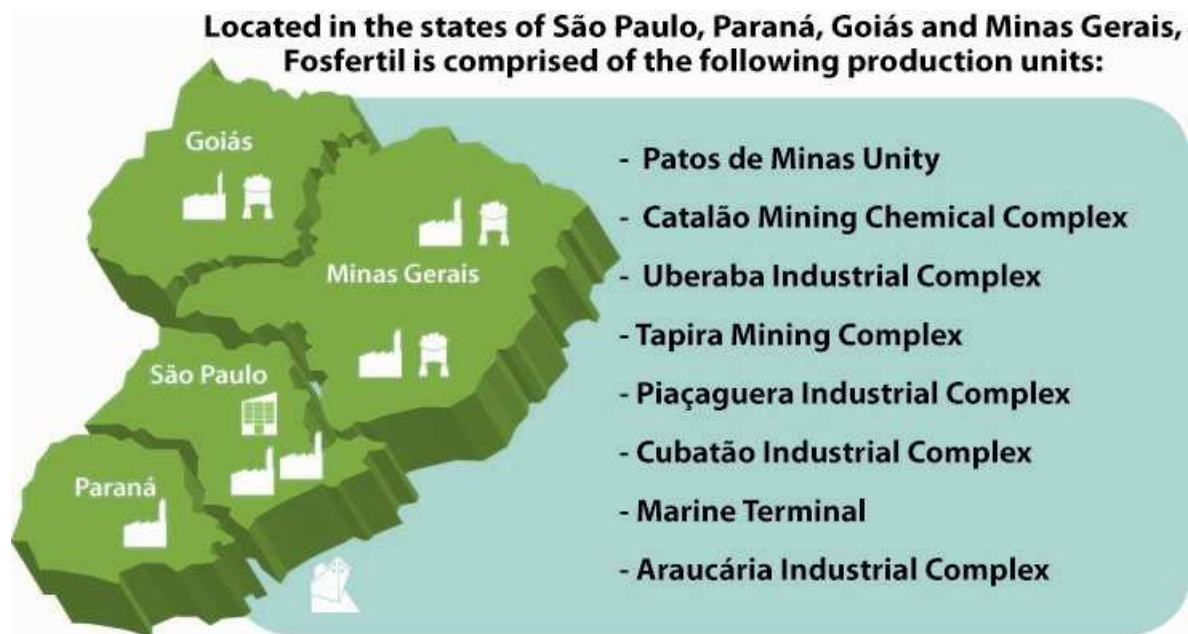 Located in the states of São Paulo, Paraná, Goiás and Minas Gerais,
Fosfertil is comprised of the following production units:
Goiás
Minas Gerais
São Paulo
Paraná
- Patos de Minas Unity
- Catalão Mining Chemical Complex
- Uberaba Industrial Complex
- Tapira Mining Complex
- Piaçaguera Industrial Complex
- Cubatão Industrial Complex
- Marine Terminal
- Araucária Industrial Complex